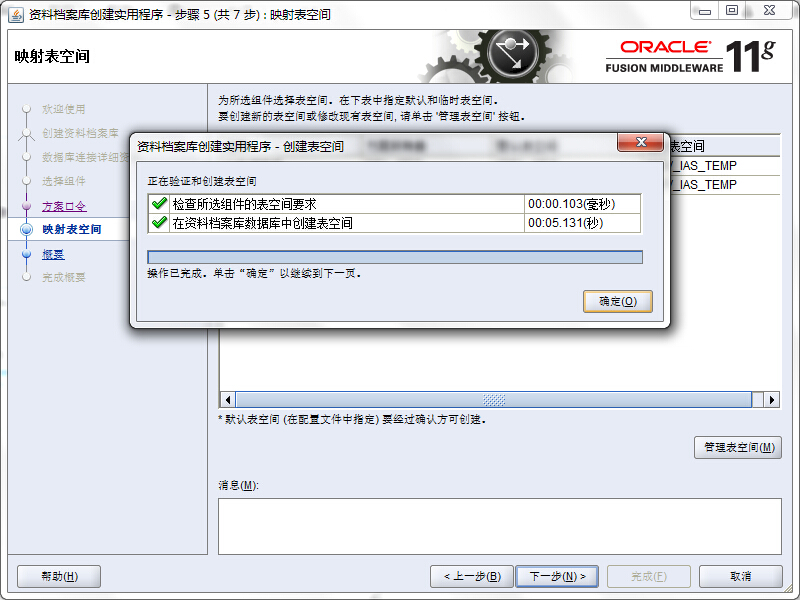 资料档案库创建实用程序 - 步骤 5 (共 7 步) : 映射表空间
映射表空间
ORACLE
FUSION MIDDLEWARE
11g
欢迎使用
创建资料档案库
数据库连接详细资
选择组件
方案口令
映射表空间
概要
完成概要
为所选组件选择表空间。在下表中指定默认和临时表空间。
要创建新的表空间或修改现有表空间, 请单击 '管理表空间' 按钮。
表空间
_IAS_TEMP
_IAS_TEMP
资料档案库创建实用程序 - 创建表空间
正在验证和创建表空间
检查所选组件的表空间要求 00:00.103(毫秒)
在资料档案库数据库中创建表空间 00:05.131(秒)
操作已完成。单击“确定”以继续到下一页。
确定(O)
* 默认表空间 (在配置文件中指定) 要经过确认方可创建。
管理表空间(M)
消息(M):
帮助(H)
< 上一步(B)
下一步(N) >
完成(F)
取消